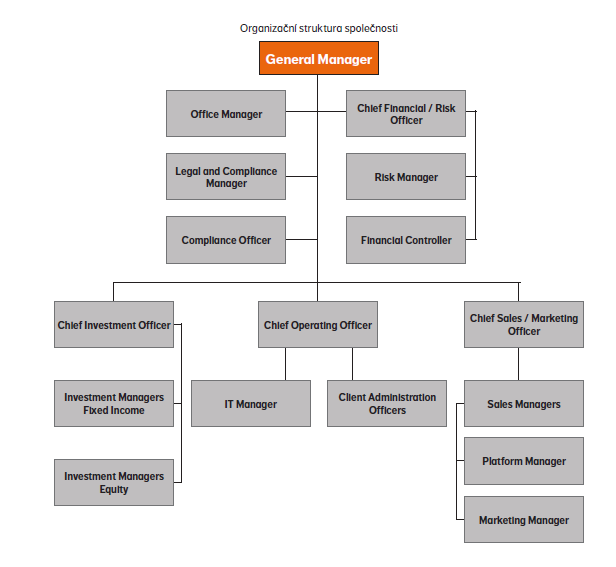 Organizační struktura společnosti
General Manager
Office Manager
Chief Financial / Risk
Officer
Legal and Compliance
Manager
Risk Manager
Compliance Officer
Financial Controller
Chief Investment Officer
Chief Operating Officer
Chief Sales / Marketing
Officer
Investment Managers
Fixed Income
IT Manager
Client Administration
Officers
Sales Managers
Investment Managers
Equity
Platform Manager
Marketing Manager